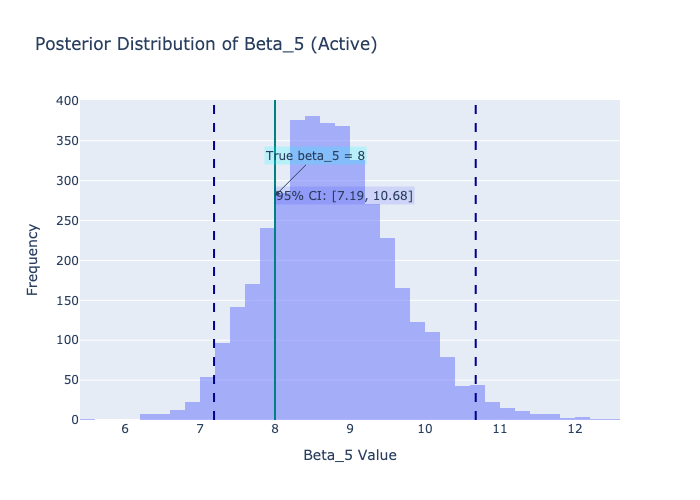 Posterior Distribution of Beta_5 (Active)
400
350
300
250
200
150
100
50
0
Frequency
True beta_5 = 8
95% CI: [7.19, 10.68]
6 7 8 9 10 11 12
Beta_5 Value